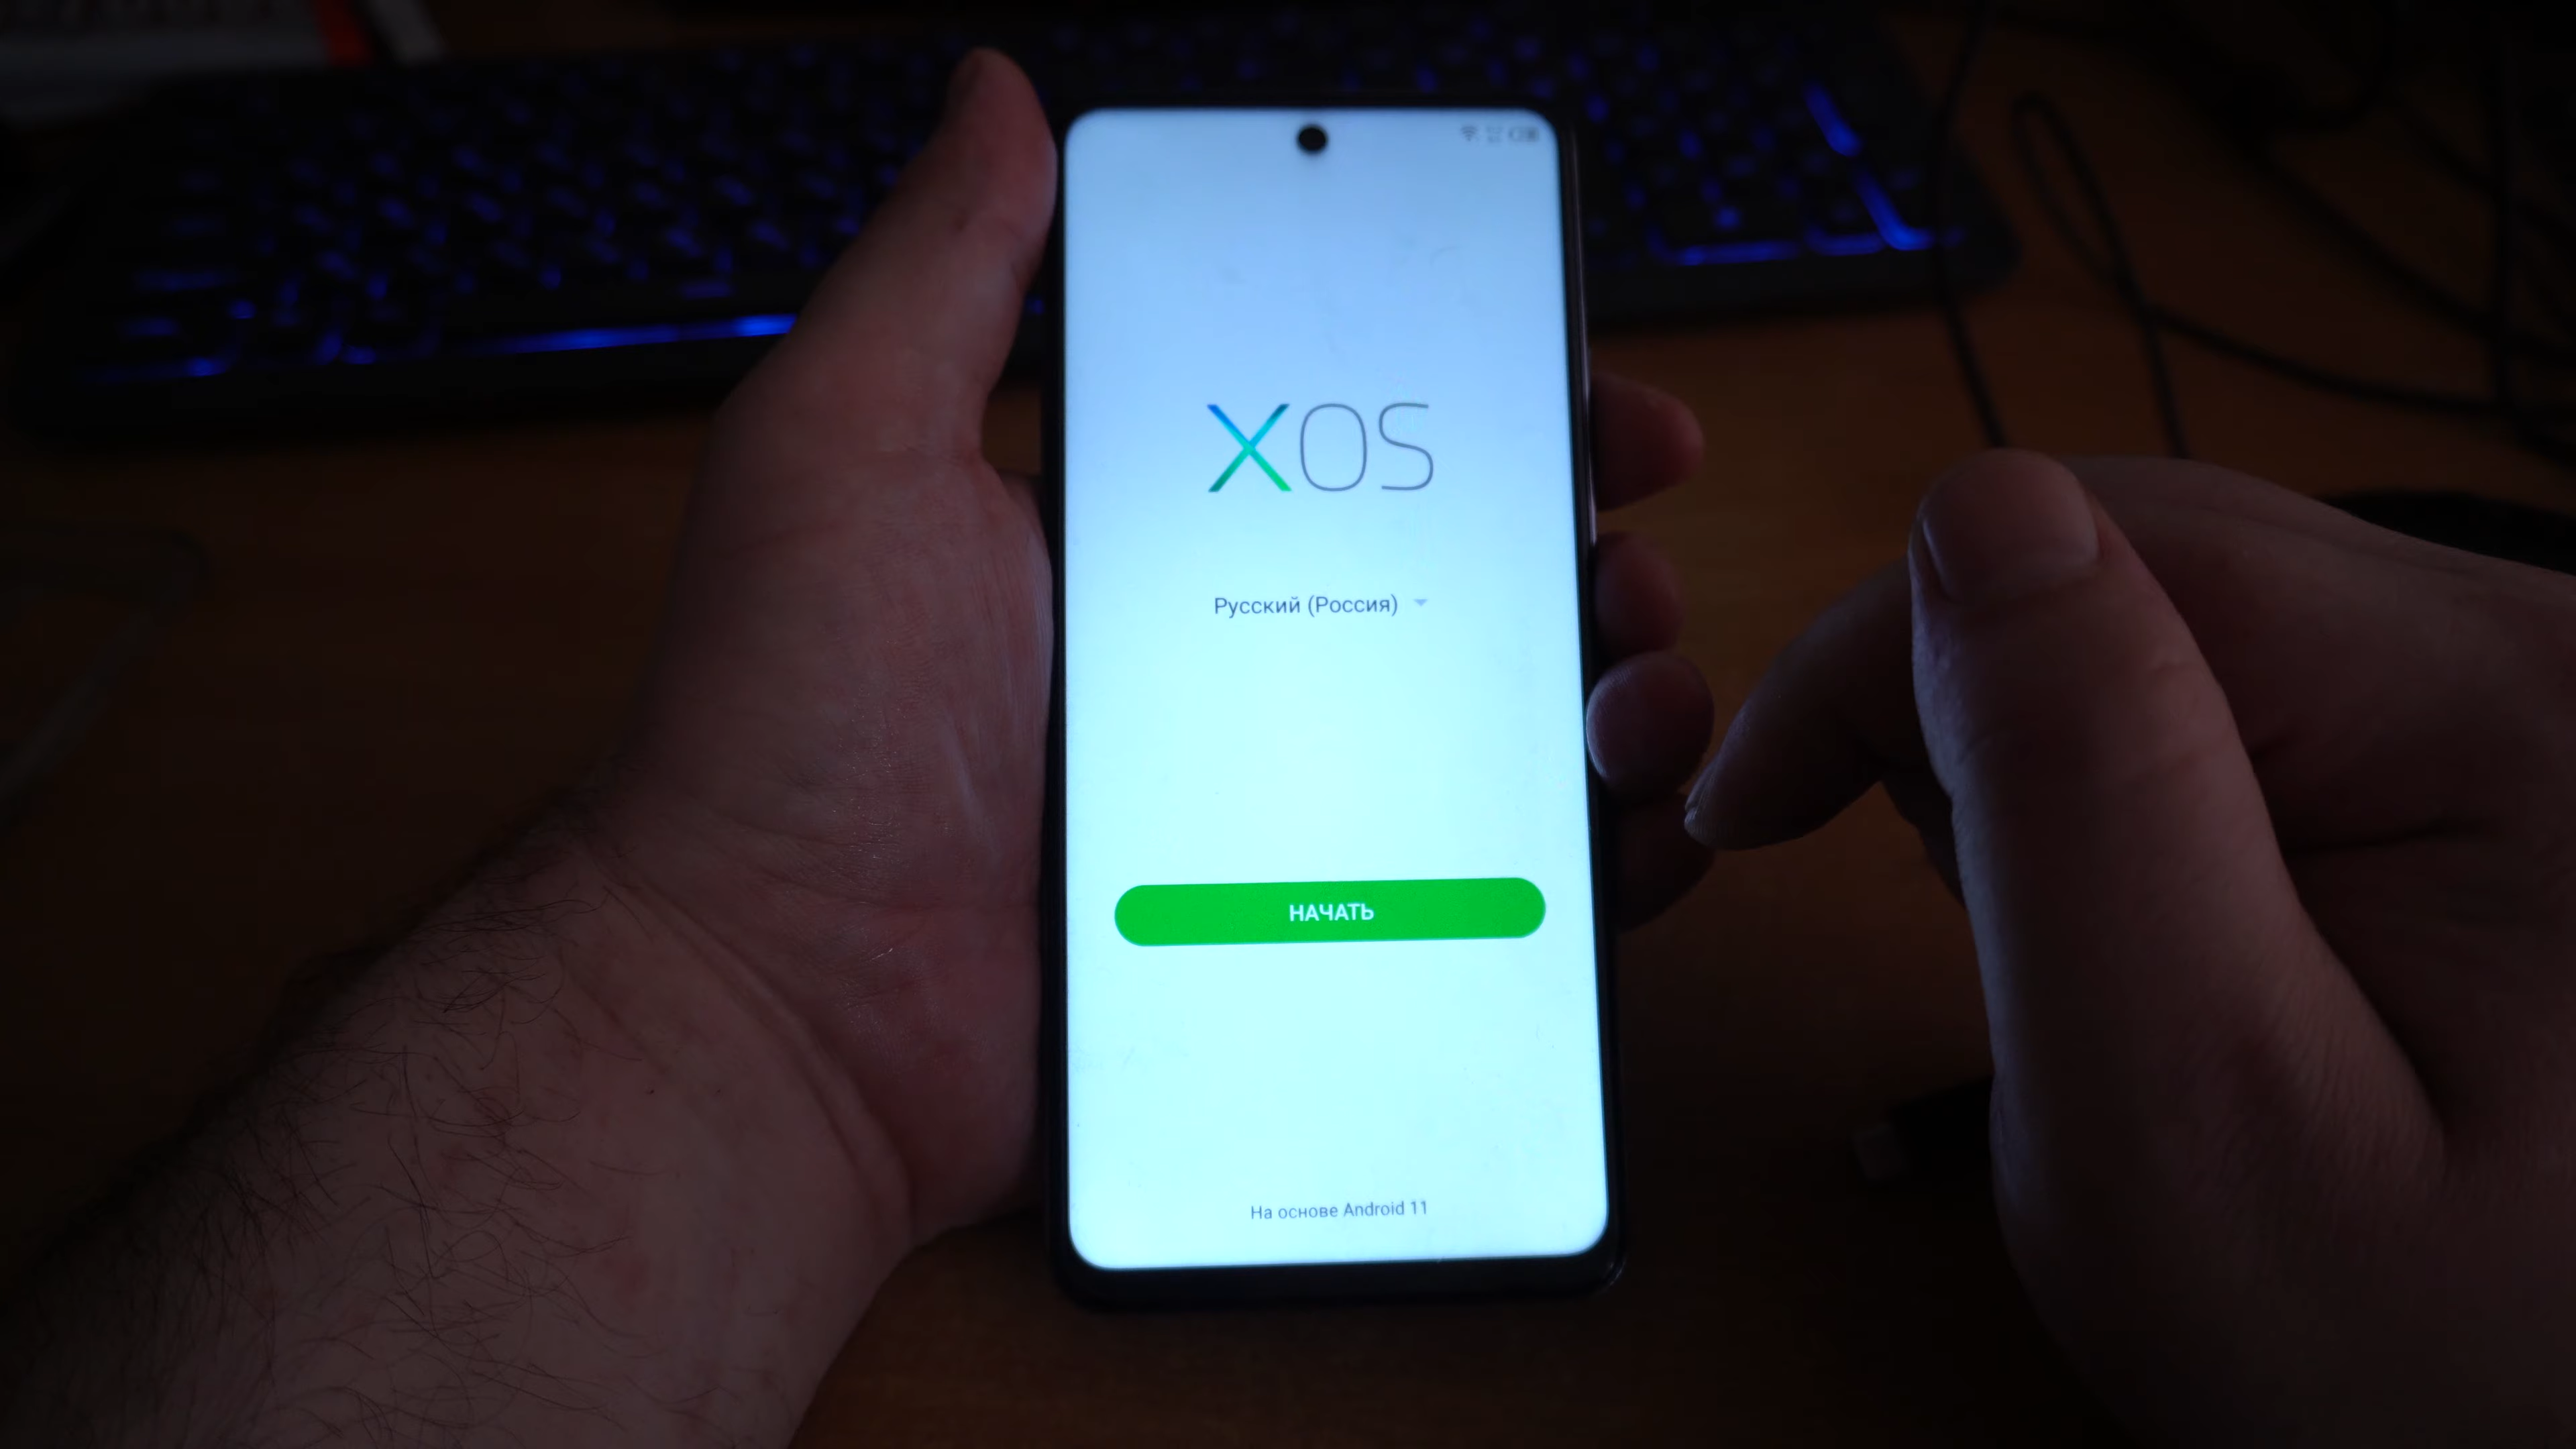 XOS
Русский (Россия)
НАЧАТЬ
На основе Android 11